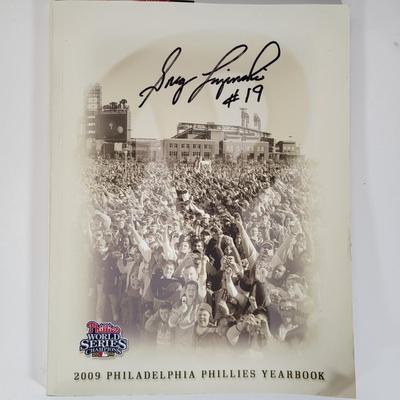 Greg Luzinski
#19
Phillies
WORLD
SERIES
CHAMPIONS
2009 PHILADELPHIA PHILLIES YEARBOOK